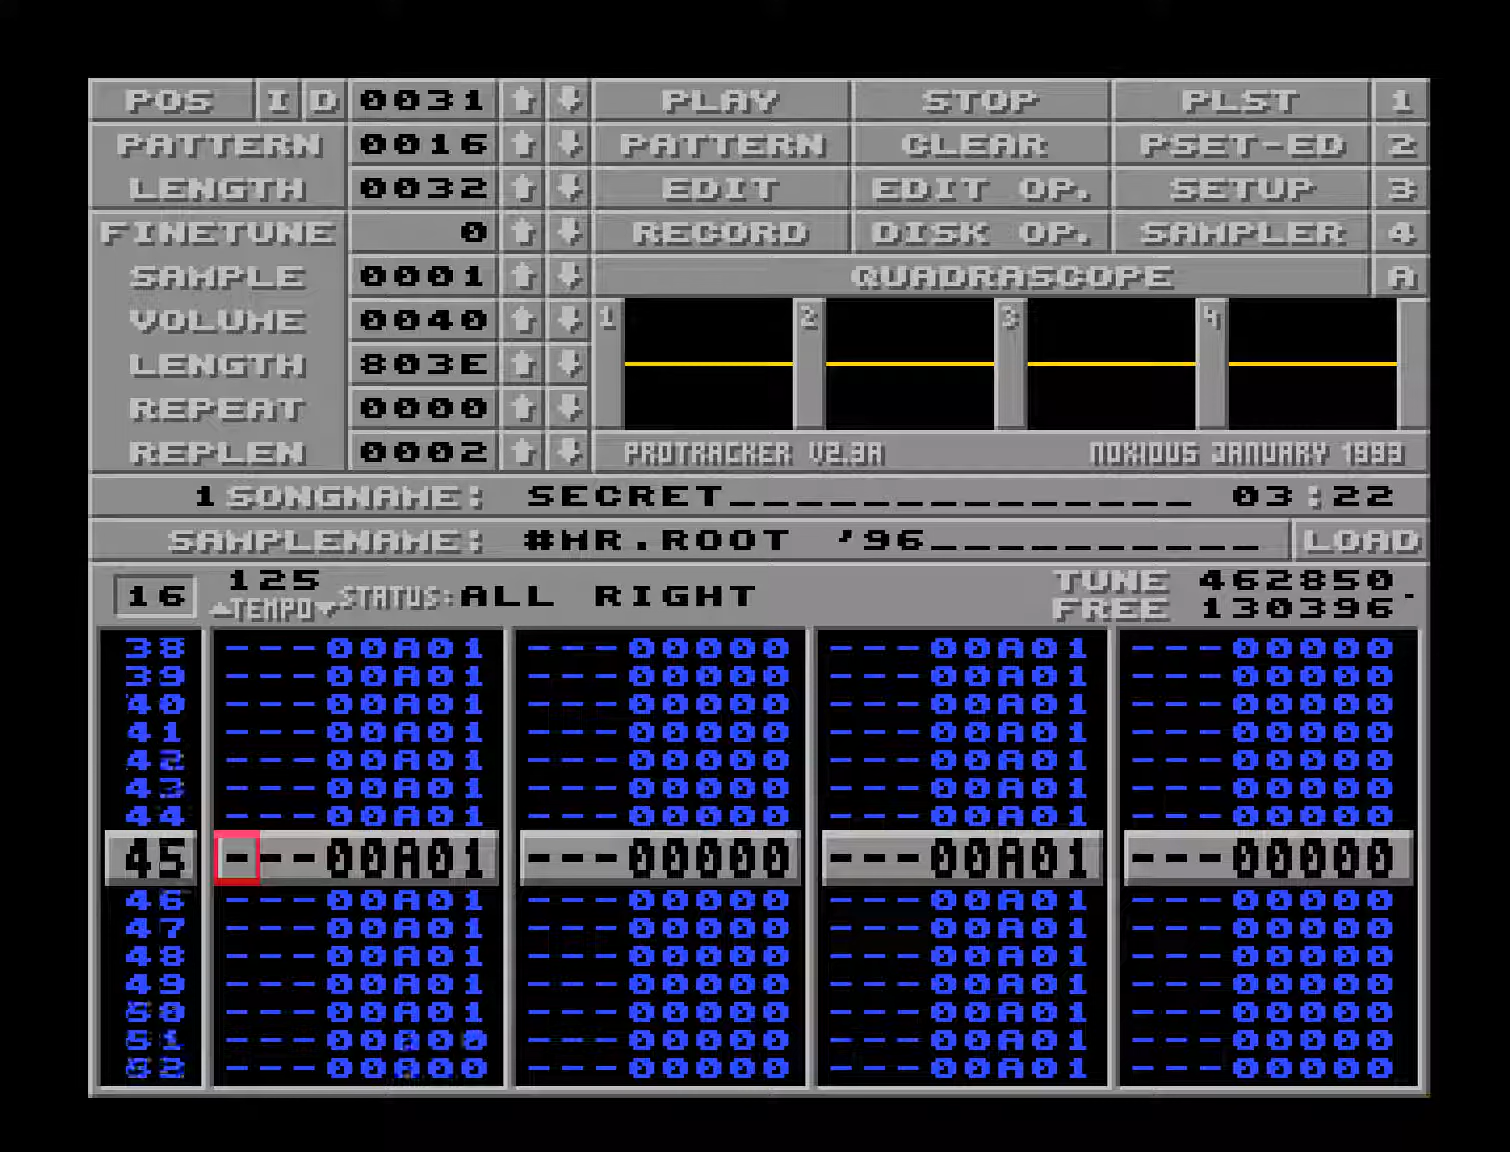 POS I D 0031 PLAY STOP PLST 1
PATTERN 0016 PATTERN CLEAR PSET-ED 2
LENGTH 0032 EDIT EDIT OP. SETUP 3
FINETUNE 0 RECORD DISK OP. SAMPLER 4
SAMPLE 0001 QUADRASCOPE A
VOLUME 0040 1 2 3 4
LENGTH 803E
REPEAT 0000
REPLEN 0002 PROTRACKER V2.3A NOXIOUS JANUARY 1993
1 SONGNAME: SECRET______________ 03:22
SAMPLENAME: #MR.ROOT '96__________ LOAD
16 125 TEMPO STATUS: ALL RIGHT TUNE 462850
FREE 130396
38 ---00A01 ---00000 ---00A01 ---00000
39 ---00A01 ---00000 ---00A01 ---00000
40 ---00A01 ---00000 ---00A01 ---00000
41 ---00A01 ---00000 ---00A01 ---00000
42 ---00A01 ---00000 ---00A01 ---00000
43 ---00A01 ---00000 ---00A01 ---00000
44 ---00A01 ---00000 ---00A01 ---00000
45 ---00A01 ---00000 ---00A01 ---00000
46 ---00A01 ---00000 ---00A01 ---00000
47 ---00A01 ---00000 ---00A01 ---00000
48 ---00A01 ---00000 ---00A01 ---00000
49 ---00A01 ---00000 ---00A01 ---00000
50 ---00A01 ---00000 ---00A01 ---00000
51 ---00000 ---00000 ---00A01 ---00000
52 ---00000 ---00000 ---00A01 ---00000